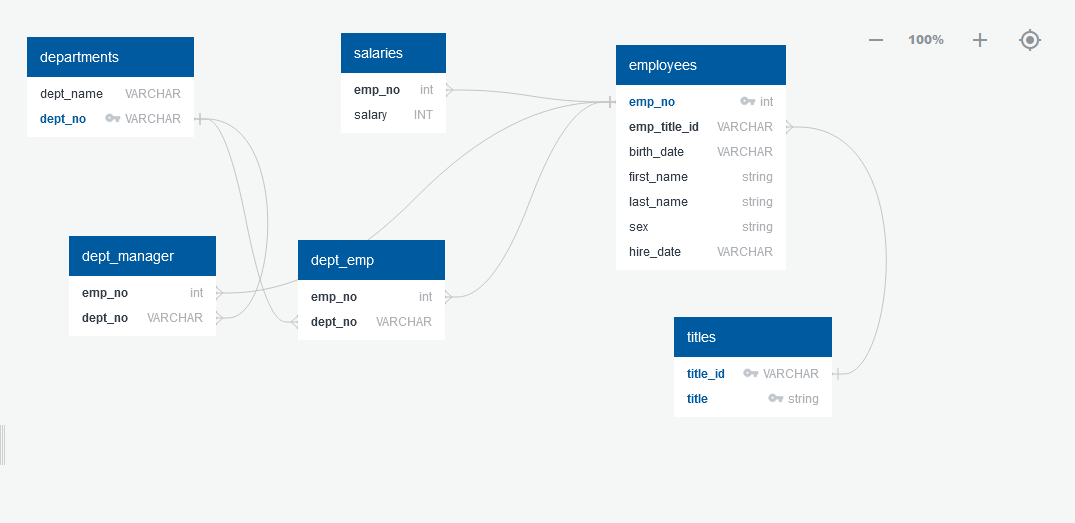 departments
dept_name VARCHAR
dept_no VARCHAR
salaries
emp_no int
salary INT
employees
emp_no int
emp_title_id VARCHAR
birth_date VARCHAR
first_name string
last_name string
sex string
hire_date VARCHAR
100%
dept_manager
emp_no int
dept_no VARCHAR
dept_emp
emp_no int
dept_no VARCHAR
titles
title_id VARCHAR
title string